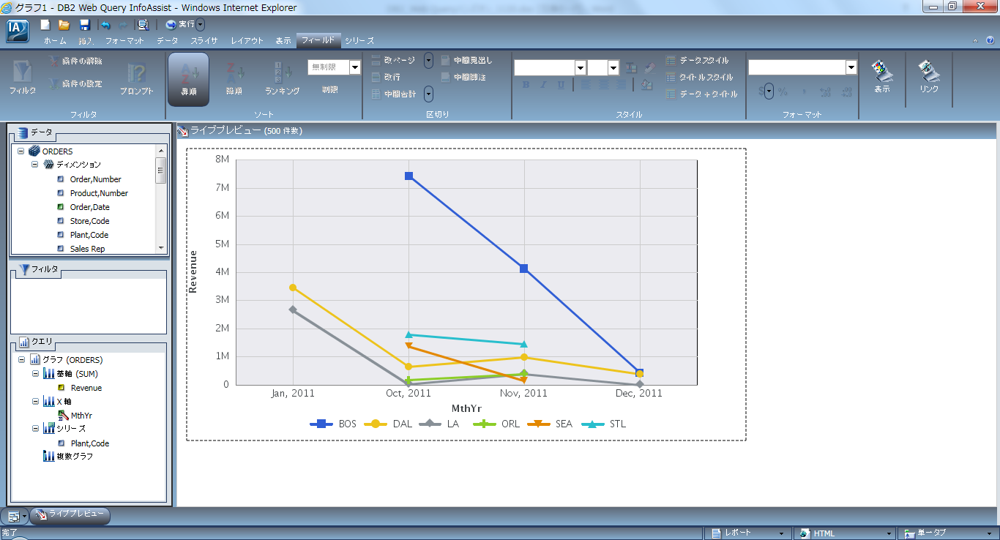 グラフ1 - DB2 Web Query InfoAssist - Windows Internet Explorer
IA
実行
ホーム 挿入 フォーマット データ スライサ レイアウト 表示 フィールド シリーズ
フィルタ
条件の解除
条件の設定
プロンプト
フィルタ
昇順
降順
ランキング
無制限
制限
ソート
改ページ
改行
中間合計
中間見出し
中間脚注
区切り
B I U
データスタイル
タイトルスタイル
データ + タイトル
スタイル
$ % ,
フォーマット
表示
リンク
データ
ORDERS
ディメンション
Order,Number
Product,Number
Order,Date
Store,Code
Plant,Code
Sales Rep
フィルタ
クエリ
グラフ (ORDERS)
基軸 (SUM)
Revenue
X 軸
MthYr
シリーズ
Plant,Code
複数グラフ
ライブプレビュー (500 件数)
8M
7M
6M
5M
4M
3M
2M
1M
0
Revenue
Jan, 2011 Oct, 2011 Nov, 2011 Dec, 2011
MthYr
BOS DAL LA ORL SEA STL
ライブプレビュー
完了
レポート
HTML
単一タブ